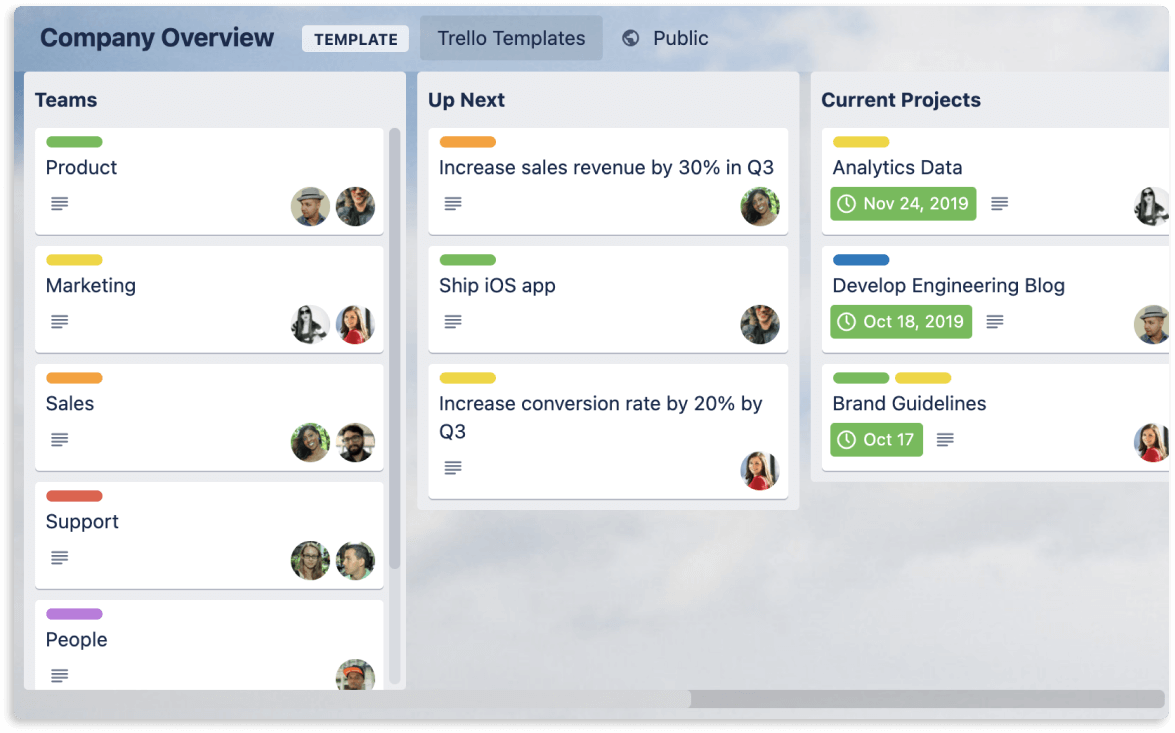 Company Overview TEMPLATE Trello Templates Public
Teams
Product
Marketing
Sales
Support
People
Up Next
Increase sales revenue by 30% in Q3
Ship iOS app
Increase conversion rate by 20% by
Q3
Current Projects
Analytics Data
Nov 24, 2019
Develop Engineering Blog
Oct 18, 2019
Brand Guidelines
Oct 17